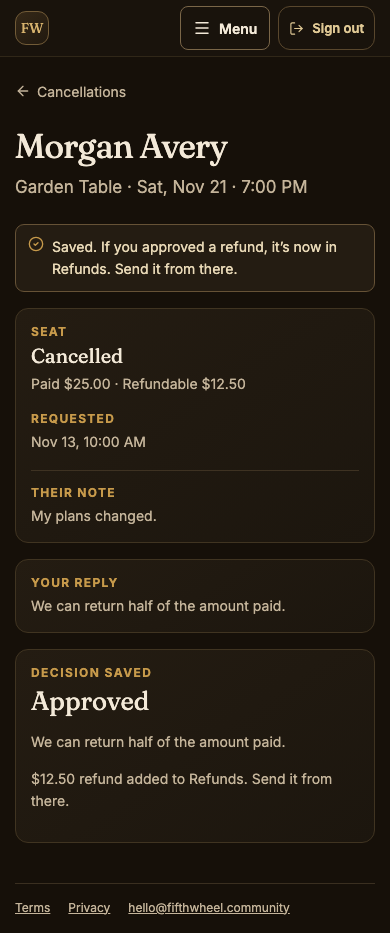 FW
Menu
Sign out
Cancellations
Morgan Avery
Garden Table · Sat, Nov 21 · 7:00 PM
Saved. If you approved a refund, it’s now in
Refunds. Send it from there.
SEAT
Cancelled
Paid $25.00 · Refundable $12.50
REQUESTED
Nov 13, 10:00 AM
THEIR NOTE
My plans changed.
YOUR REPLY
We can return half of the amount paid.
DECISION SAVED
Approved
We can return half of the amount paid.
$12.50 refund added to Refunds. Send it from
there.
Terms Privacy hello@fifthwheel.community